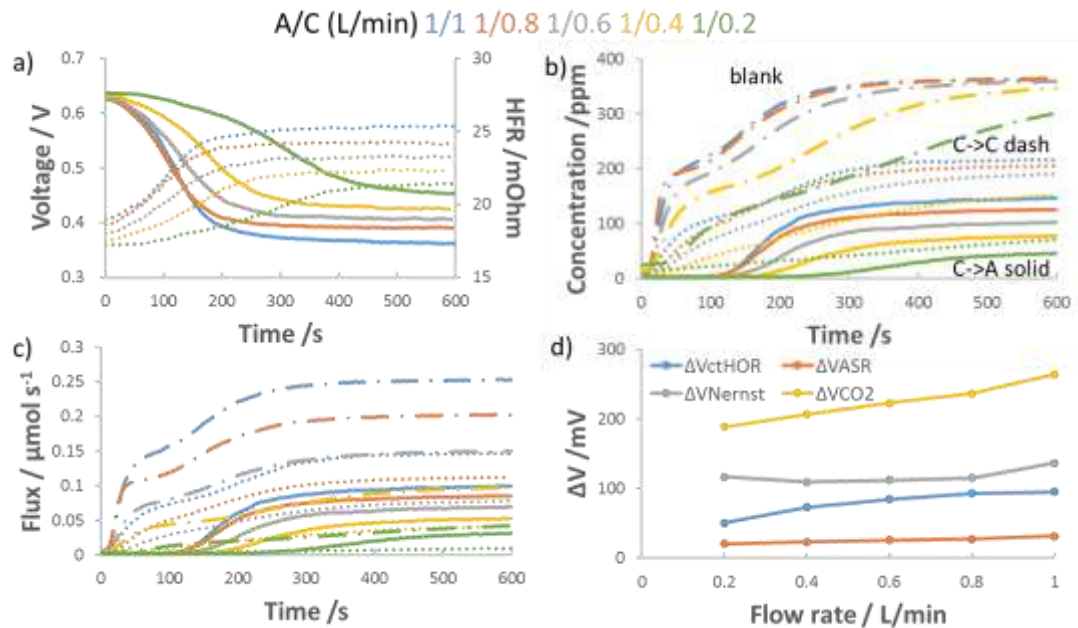 A/C (L/min) 1/1 1/0.8 1/0.6 1/0.4 1/0.2
a)
0.7
0.6
0.5
0.4
0.3
Voltage / V
30
25
20
15
HFR / mOhm
0 100 200 300 400 500 600
Time /s
b)
400
300
200
100
0
Concentration /ppm
blank
C->C dash
C->A solid
0 100 200 300 400 500 600
Time /s
c)
0.3
0.25
0.2
0.15
0.1
0.05
0
Flux / µmol s⁻¹
0 100 200 300 400 500 600
Time /s
d)
300
200
100
0
ΔV /mV
ΔVctHOR ΔVASR
ΔVNernst ΔVCO2
0 0.2 0.4 0.6 0.8 1
Flow rate / L/min